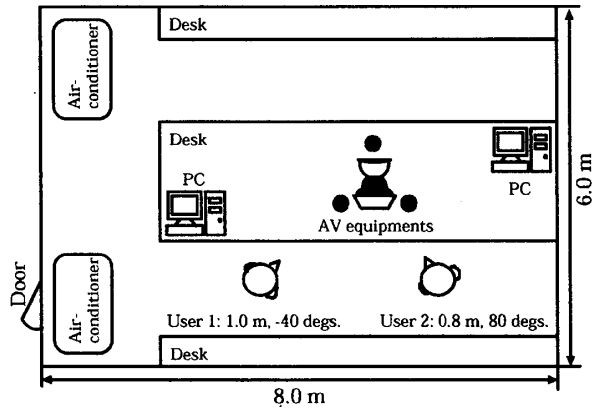 Desk
Air-
conditioner
Desk
PC
PC
AV equipments
6.0 m
Door
Air-
conditioner
User 1: 1.0 m, -40 degs.
User 2: 0.8 m, 80 degs.
Desk
8.0 m